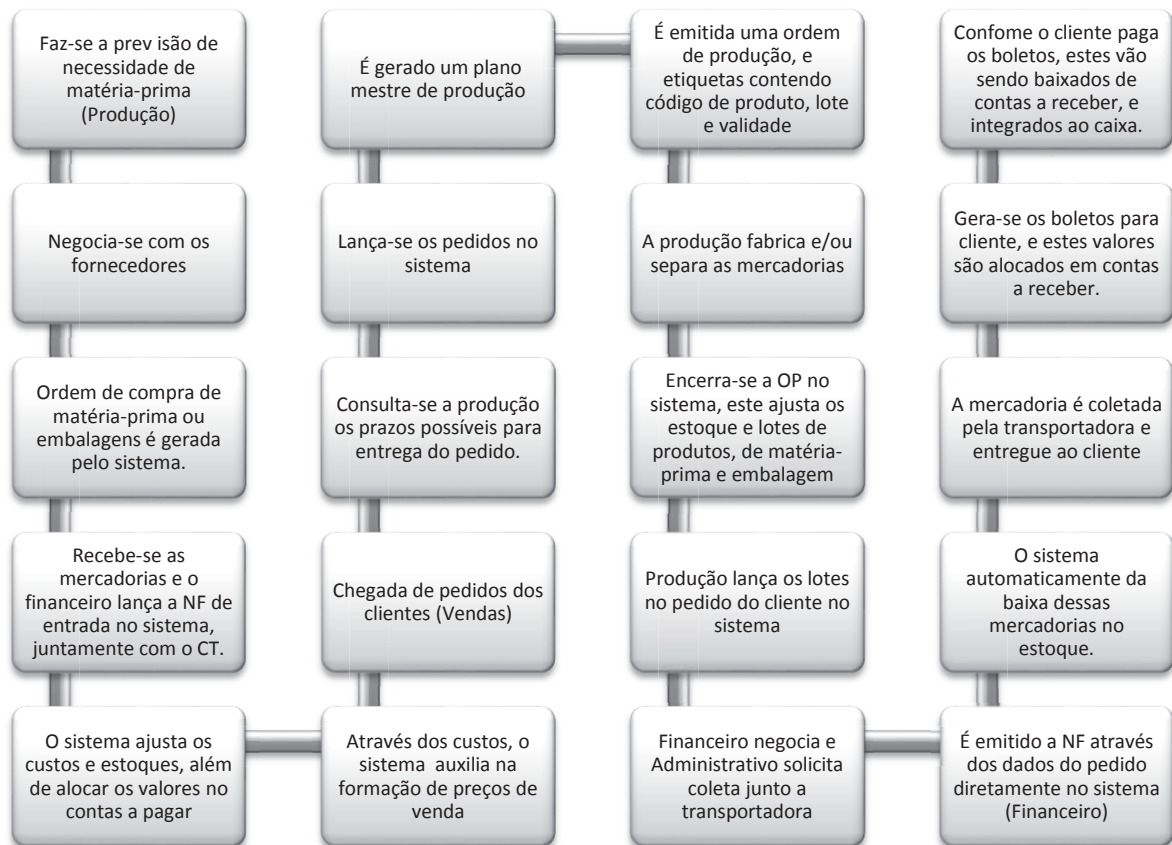 Faz-se a prev isão de
necessidade de
matéria-prima
(Produção)
Negocia-se com os
fornecedores
Ordem de compra de
matéria-prima ou
embalagens é gerada
pelo sistema.
Recebe-se as
mercadorias e o
financeiro lança a NF de
entrada no sistema,
juntamente com o CT.
O sistema ajusta os
custos e estoques, além
de alocar os valores no
contas a pagar
Através dos custos, o
sistema auxilia na
formação de preços de
venda
Chegada de pedidos dos
clientes (Vendas)
Consulta-se a produção
os prazos possíveis para
entrega do pedido.
Lança-se os pedidos no
sistema
É gerado um plano
mestre de produção
É emitida uma ordem
de produção, e
etiquetas contendo
código de produto, lote
e validade
A produção fabrica e/ou
separa as mercadorias
Encerra-se a OP no
sistema, este ajusta os
estoque e lotes de
produtos, de matéria-
prima e embalagem
Produção lança os lotes
no pedido do cliente no
sistema
Financeiro negocia e
Administrativo solicita
coleta junto a
transportadora
É emitido a NF através
dos dados do pedido
diretamente no sistema
(Financeiro)
O sistema
automaticamente da
baixa dessas
mercadorias no
estoque.
A mercadoria é coletada
pela transportadora e
entregue ao cliente
Gera-se os boletos para
cliente, e estes valores
são alocados em contas
a receber.
Confome o cliente paga
os boletos, estes vão
sendo baixados de
contas a receber, e
integrados ao caixa.